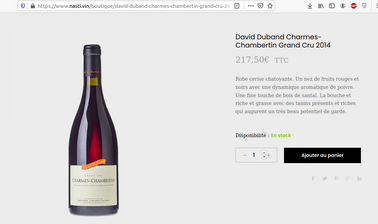 https://www.nasti.vin/boutique/david-duband-charmes-chambertin-grand-cru-2
David Duband Charmes-
Chambertin Grand Cru 2014
217,50€ TTC
Robe cerise chatoyante. Un nez de fruits rouges et
noirs avec une dynamique aromatique de poivre.
Une fine touche de bois de santal. La bouche et
riche et grasse avec des tanins présents et riches
qui augurent un très beau potentiel de garde.
Disponibilité : En stock
- 1 +
Ajouter au panier
CHARMES-CHAMBERTIN